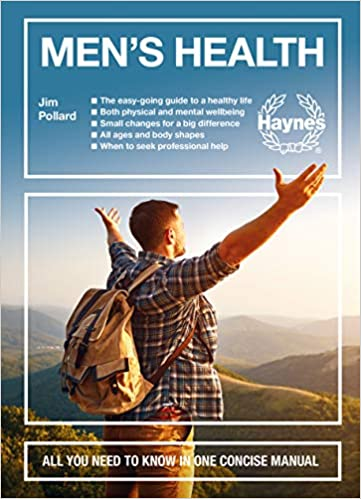 MEN'S HEALTH
Jim
Pollard
■ The easy-going guide to a healthy life
■ Both physical and mental wellbeing
■ Small changes for a big difference
■ All ages and body shapes
■ When to seek professional help
Haynes
®
ALL YOU NEED TO KNOW IN ONE CONCISE MANUAL